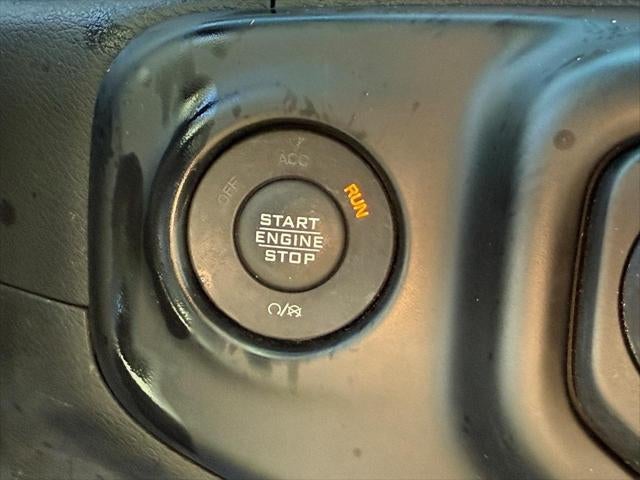 ACC
OFF
RUN
START
ENGINE
STOP